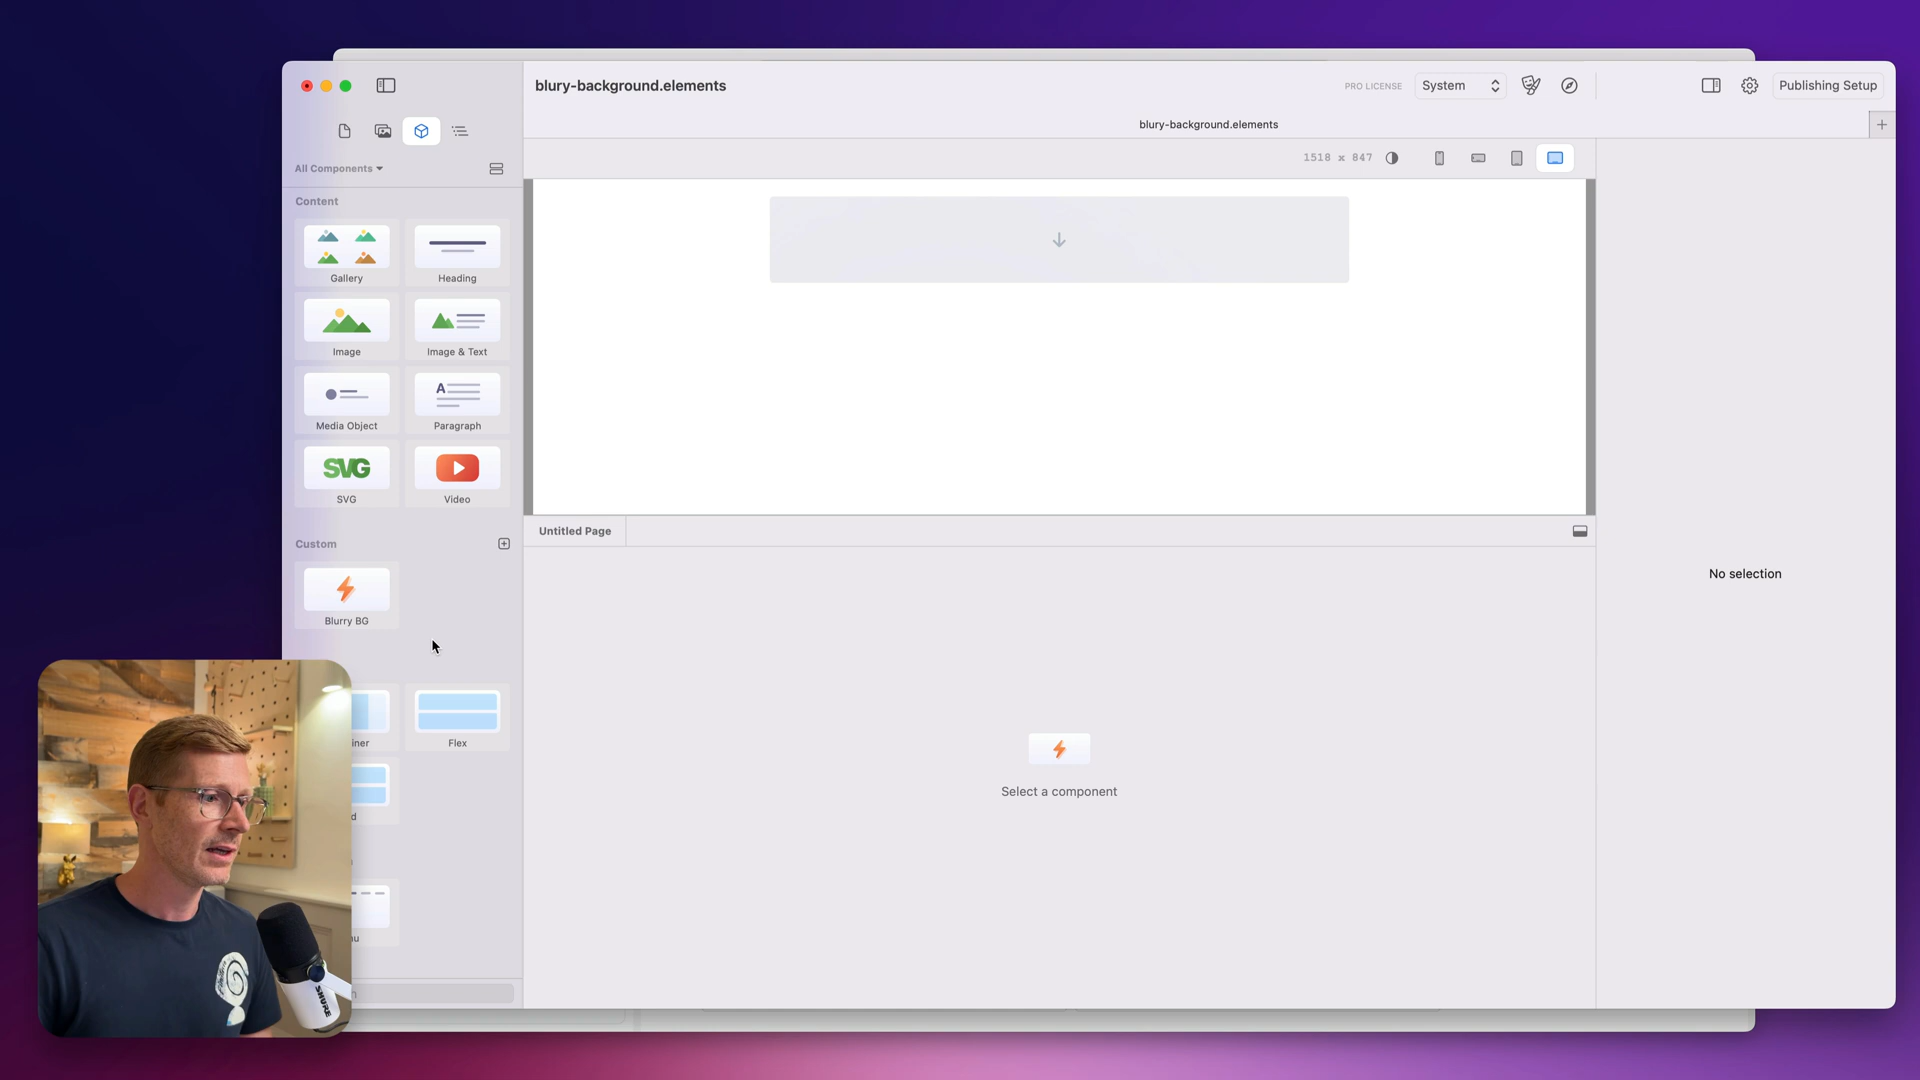 blury-background.elements
PRO LICENSE
System
Publishing Setup
blury-background.elements
All Components
1518 x 847
Content
Gallery
Heading
Image
Image & Text
Media Object
A
Paragraph
SVG
SVG
Video
Untitled Page
Custom
Blurry BG
No selection
iner
Flex
Select a component
d
nu
SHURE